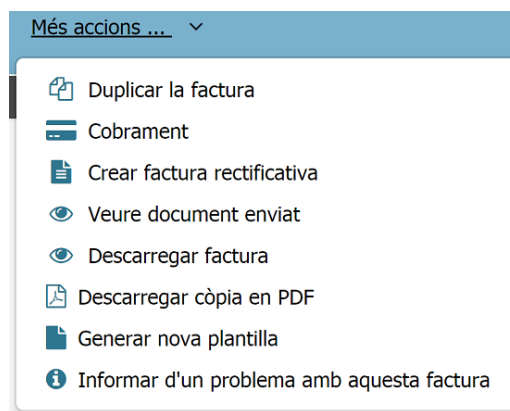 Més accions ...
Duplicar la factura
Cobrament
Crear factura rectificativa
Veure document enviat
Descarregar factura
Descarregar còpia en PDF
Generar nova plantilla
Informar d'un problema amb aquesta factura